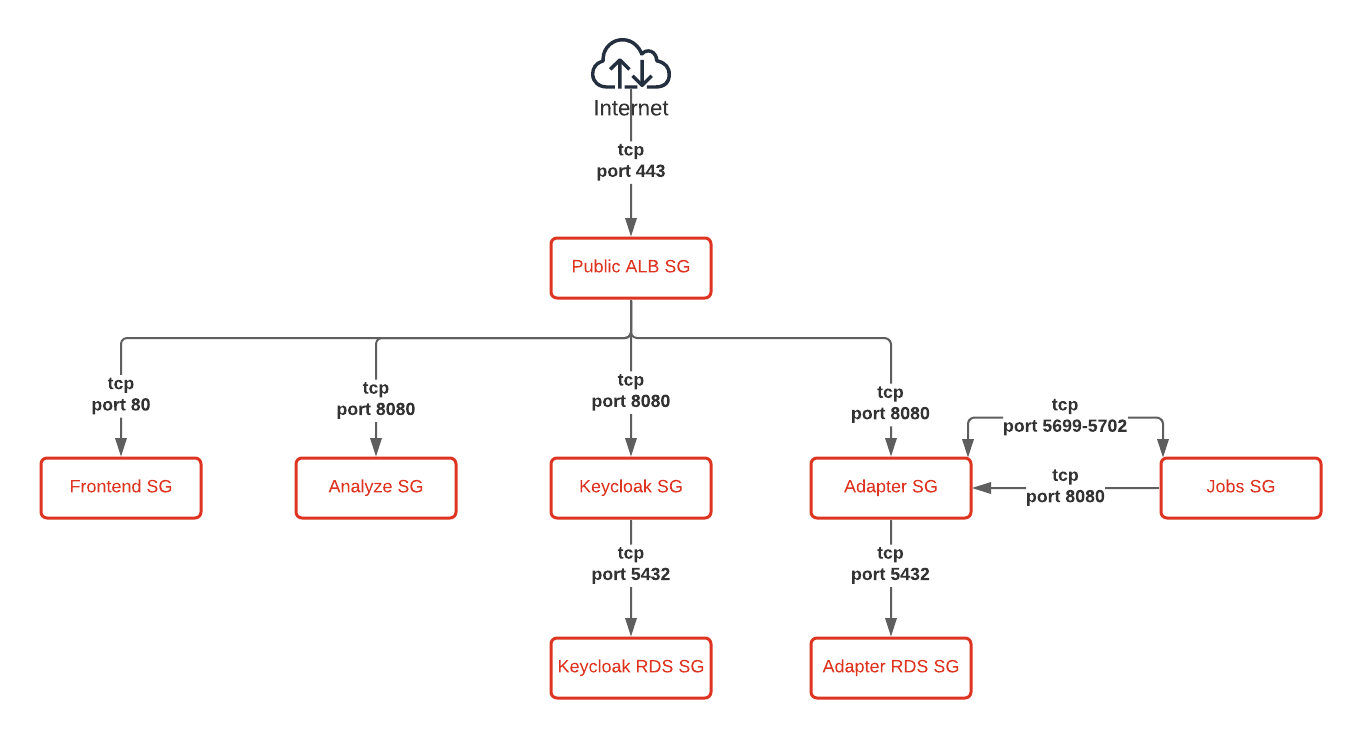 Internet
tcp
port 443
Public ALB SG
tcp
port 80
tcp
port 8080
tcp
port 8080
tcp
port 8080
tcp
port 5699-5702
Frontend SG
Analyze SG
Keycloak SG
Adapter SG
tcp
port 8080
Jobs SG
tcp
port 5432
tcp
port 5432
Keycloak RDS SG
Adapter RDS SG